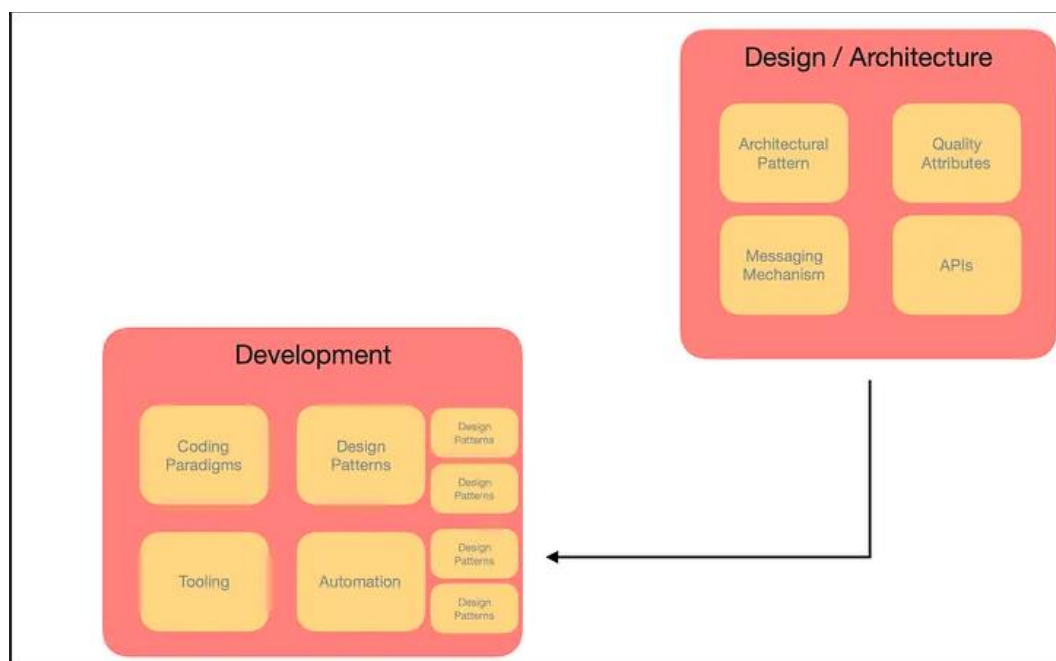 Design / Architecture
Architectural
Pattern
Quality
Attributes
Messaging
Mechanism
APIs
Development
Coding
Paradigms
Design
Patterns
Design
Patterns
Design
Patterns
Tooling
Automation
Design
Patterns
Design
Patterns